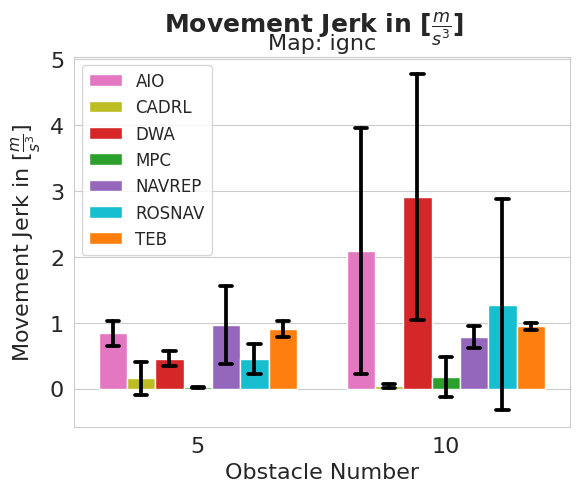 Movement Jerk in [m/s³]
Map: ignc
Movement Jerk in [m/s³]
5
4
3
2
1
0
AIO
CADRL
DWA
MPC
NAVREP
ROSNAV
TEB
5 10
Obstacle Number